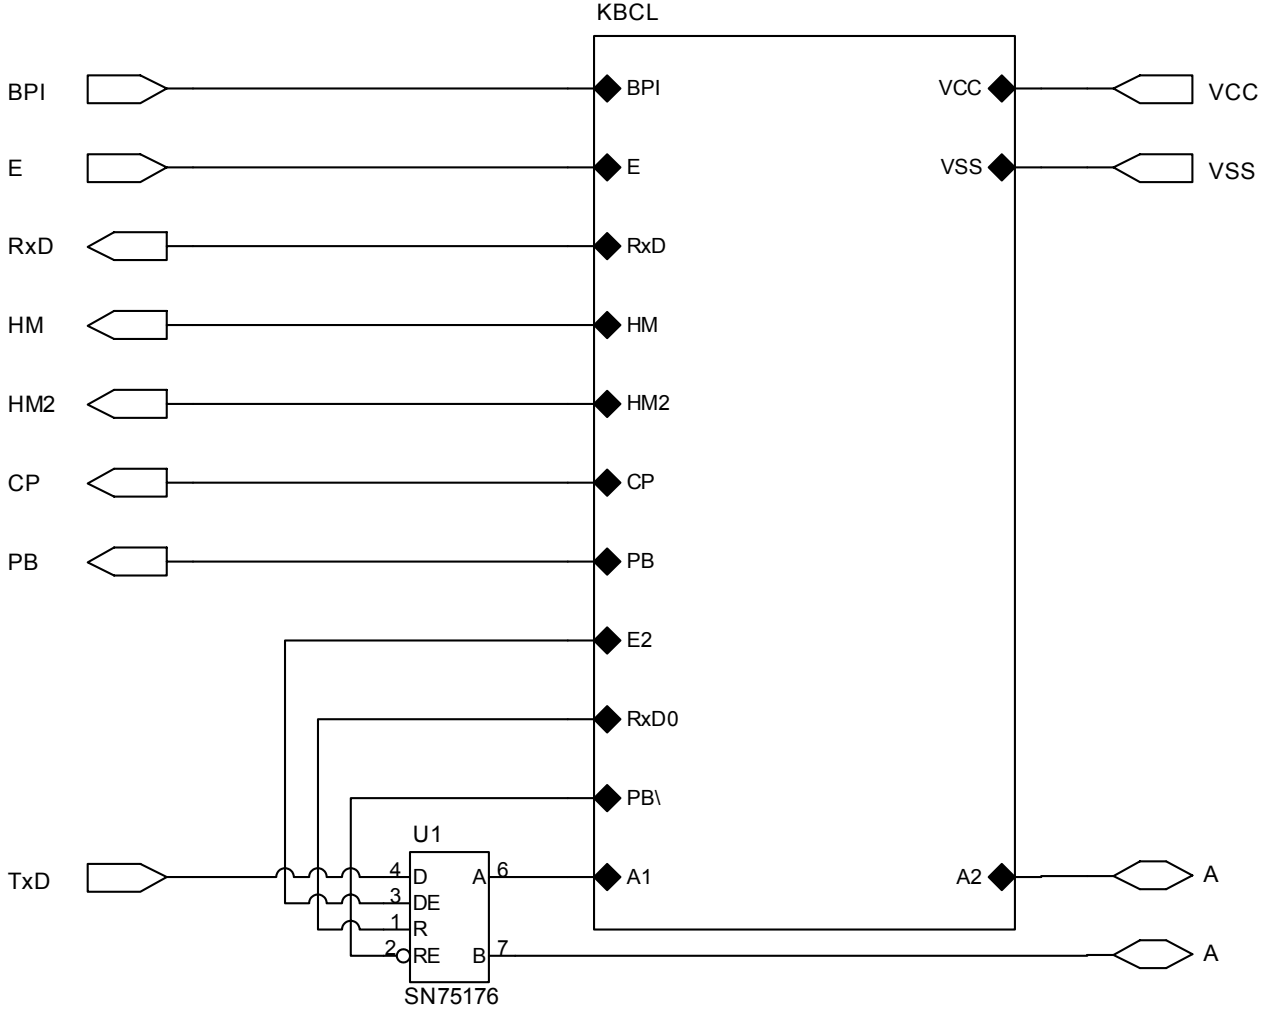 KBCL
BPI BPI VCC VCC
E E VSS VSS
RxD RxD
HM HM
HM2 HM2
CP CP
PB PB
E2
RxD0
PB\
U1
TxD 4 D A 6 A1 A2 A
3 DE
1 R
2 RE B 7 A
SN75176